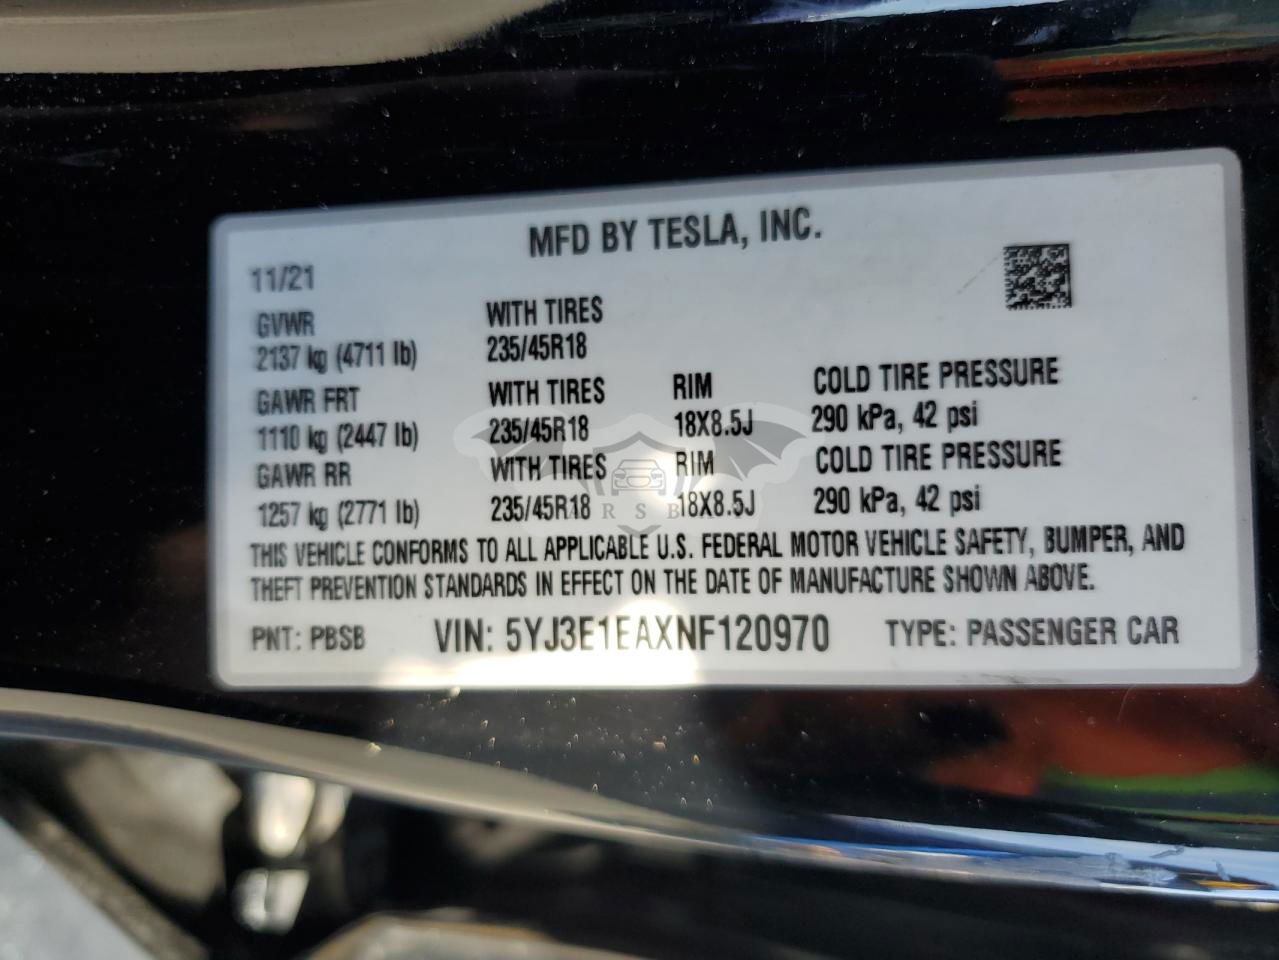 MFD BY TESLA, INC.
11/21
GVWR WITH TIRES
2137 kg (4711 lb) 235/45R18
GAWR FRT WITH TIRES RIM COLD TIRE PRESSURE
1110 kg (2447 lb) 235/45R18 18X8.5J 290 kPa, 42 psi
GAWR RR WITH TIRES RIM COLD TIRE PRESSURE
1257 kg (2771 lb) 235/45R18 18X8.5J 290 kPa, 42 psi
THIS VEHICLE CONFORMS TO ALL APPLICABLE U.S. FEDERAL MOTOR VEHICLE SAFETY, BUMPER, AND
THEFT PREVENTION STANDARDS IN EFFECT ON THE DATE OF MANUFACTURE SHOWN ABOVE.
PNT: PBSB VIN: 5YJ3E1EAXNF120970 TYPE: PASSENGER CAR